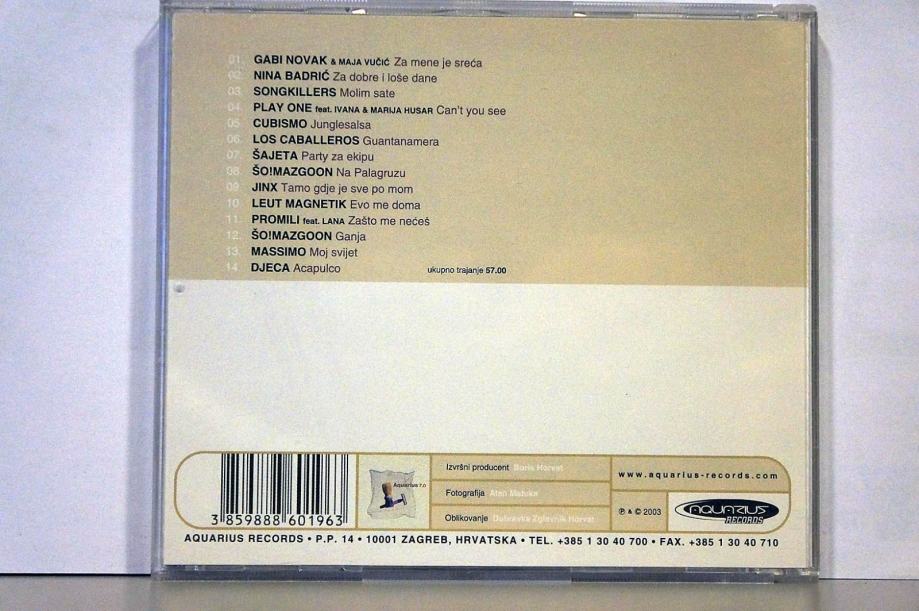 01. GABI NOVAK & MAJA VUČIĆ Za mene je sreća
02. NINA BADRIĆ Za dobre i loše dane
03. SONGKILLERS Molim sate
04. PLAY ONE feat. IVANA & MARIJA HUSAR Can't you see
05. CUBISMO Junglesalsa
06. LOS CABALLEROS Guantanamera
07. ŠAJETA Party za ekipu
08. ŠO!MAZGOON Na Palagruzu
09. JINX Tamo gdje je sve po mom
10. LEUT MAGNETIK Evo me doma
11. PROMILI feat. LANA Zašto me nećeš
12. ŠO!MAZGOON Ganja
13. MASSIMO Moj svijet
14. DJECA Acapulco
ukupno trajanje 57.00
3 859888 601963
Aquarius 7.0
Izvršni producent Boris Horvat
Fotografija
Oblikovanje Dubravka Zglavnik Horvat
www.aquarius-records.com
℗ & © 2003
AQUARIUS RECORDS
AQUARIUS RECORDS • P.P. 14 • 10001 ZAGREB, HRVATSKA • TEL. +385 1 30 40 700 • FAX. +385 1 30 40 710